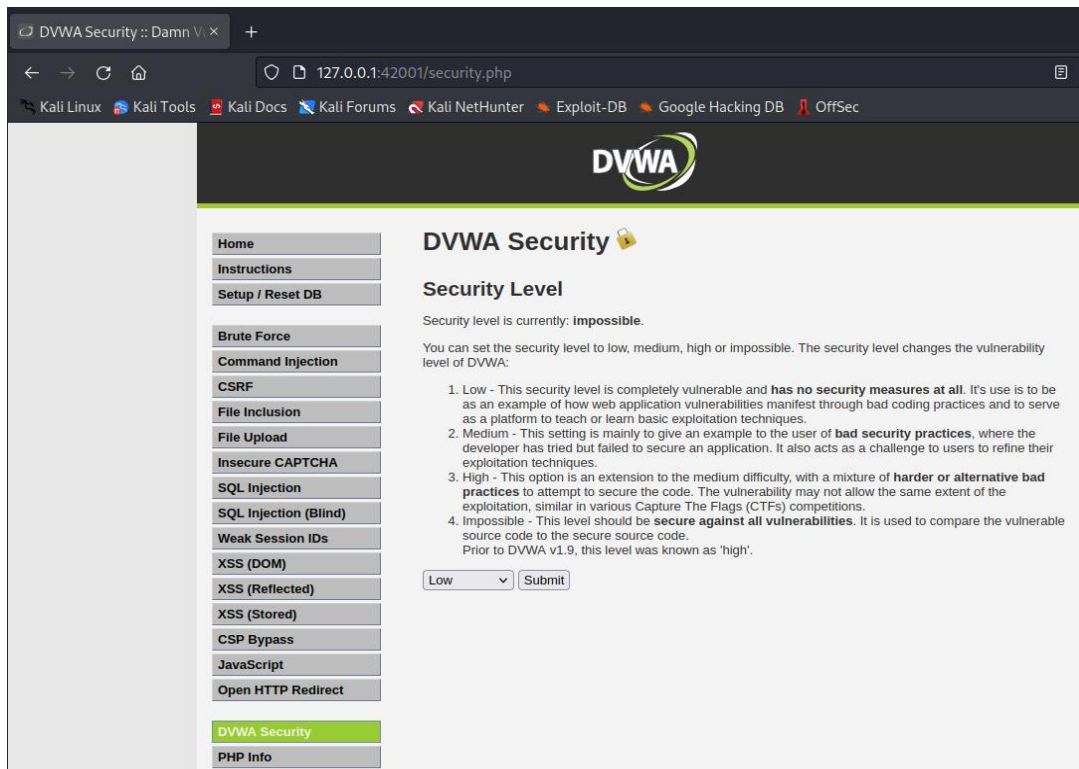 DVWA Security :: Damn V
127.0.0.1:42001/security.php
Kali Linux Kali Tools Kali Docs Kali Forums Kali NetHunter Exploit-DB Google Hacking DB OffSec
DVWA
Home
Instructions
Setup / Reset DB
Brute Force
Command Injection
CSRF
File Inclusion
File Upload
Insecure CAPTCHA
SQL Injection
SQL Injection (Blind)
Weak Session IDs
XSS (DOM)
XSS (Reflected)
XSS (Stored)
CSP Bypass
JavaScript
Open HTTP Redirect
DVWA Security
PHP Info
DVWA Security
Security Level
Security level is currently: impossible.
You can set the security level to low, medium, high or impossible. The security level changes the vulnerability
level of DVWA:
1. Low - This security level is completely vulnerable and has no security measures at all. It's use is to be
as an example of how web application vulnerabilities manifest through bad coding practices and to serve
as a platform to teach or learn basic exploitation techniques.
2. Medium - This setting is mainly to give an example to the user of bad security practices, where the
developer has tried but failed to secure an application. It also acts as a challenge to users to refine their
exploitation techniques.
3. High - This option is an extension to the medium difficulty, with a mixture of harder or alternative bad
practices to attempt to secure the code. The vulnerability may not allow the same extent of the
exploitation, similar in various Capture The Flags (CTFs) competitions.
4. Impossible - This level should be secure against all vulnerabilities. It is used to compare the vulnerable
source code to the secure source code.
Prior to DVWA v1.9, this level was known as 'high'.
Low Submit